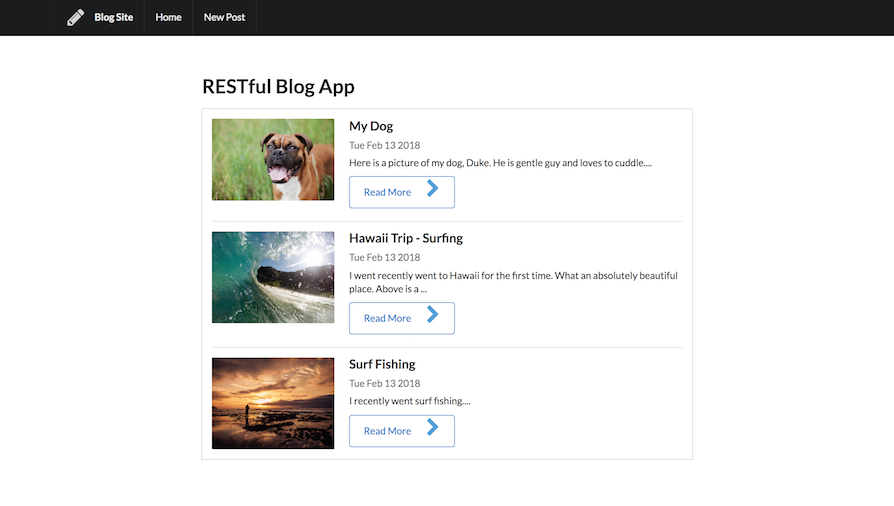 Blog Site
Home
New Post
RESTful Blog App
My Dog
Tue Feb 13 2018
Here is a picture of my dog, Duke. He is gentle guy and loves to cuddle....
Read More
Hawaii Trip - Surfing
Tue Feb 13 2018
I went recently went to Hawaii for the first time. What an absolutely beautiful
place. Above is a ...
Read More
Surf Fishing
Tue Feb 13 2018
I recently went surf fishing....
Read More